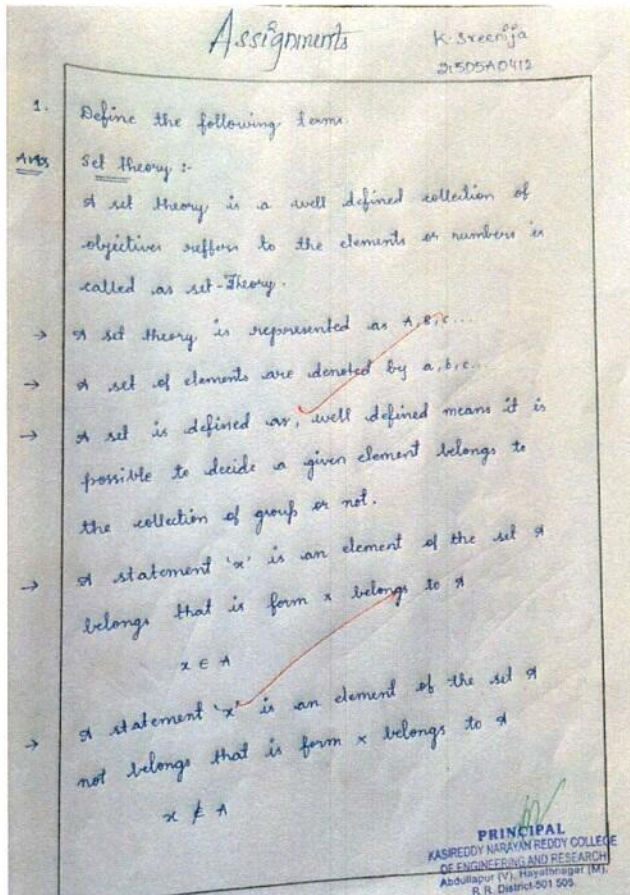 Assignments
K. Sreenija
21505A0412
1. Define the following terms.
Ans Set theory :-
A set theory is a well defined collection of
objectives reffers to the elements or numbers is
called as set-Theory.
→ A set theory is represented as A, B, C...
→ A set of elements are denoted by a, b, c...
→ A set is defined as, well defined means it is
possible to decide a given element belongs to
the collection of group or not.
→ A statement 'x' is an element of the set A
belongs that is form x belongs to A
x ∈ A
→ A statement 'x' is an element of the set A
not belongs that is form x belongs to A
x ∉ A
PRINCIPAL
KASIREDDY NARAYAN REDDY COLLEGE
OF ENGINEERING AND RESEARCH
Abdullapur (V), Hayathnagar (M),
R.R. District-501 505.